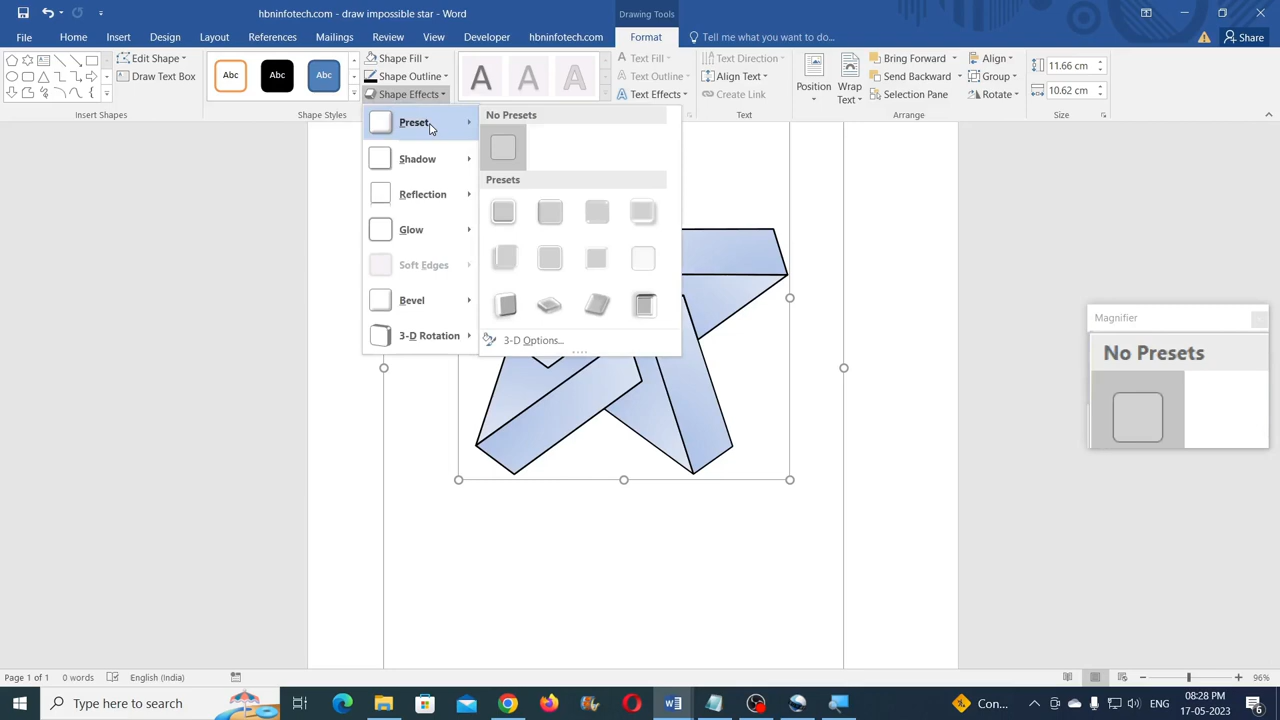 hbninfotech.com - draw impossible star - Word
Drawing Tools
File
Home
Insert
Design
Layout
References
Mailings
Review
View
Developer
hbninfotech.com
Format
Tell me what you want to do...
Share
Edit Shape
Draw Text Box
Insert Shapes
Abc
Abc
Abc
Shape Styles
Shape Fill
Shape Outline
Shape Effects
A
A
A
Text Fill
Text Outline
Text Effects
Text Direction
Align Text
Create Link
Text
Position
Wrap
Text
Bring Forward
Send Backward
Selection Pane
Align
Group
Rotate
Arrange
11.66 cm
10.62 cm
Size
Preset
Shadow
Reflection
Glow
Soft Edges
Bevel
3-D Rotation
No Presets
Presets
3-D Options...
Magnifier
No Presets
Page 1 of 1
0 words
English (India)
96%
Type here to search
Con...
ENG
08:28 PM
17-05-2023
6